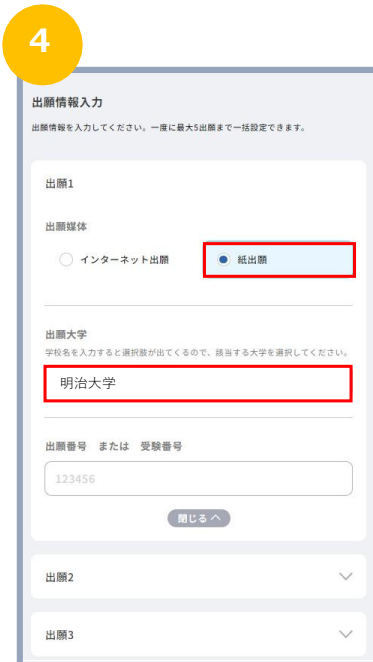 4
出願情報入力
出願情報を入力してください。一度に最大5出願まで一括設定できます。
出願1
出願媒体
インターネット出願
紙出願
出願大学
学校名を入力すると選択肢が出てくるので、該当する大学を選択してください。
明治大学
出願番号 または 受験番号
123456
閉じる
出願2
出願3